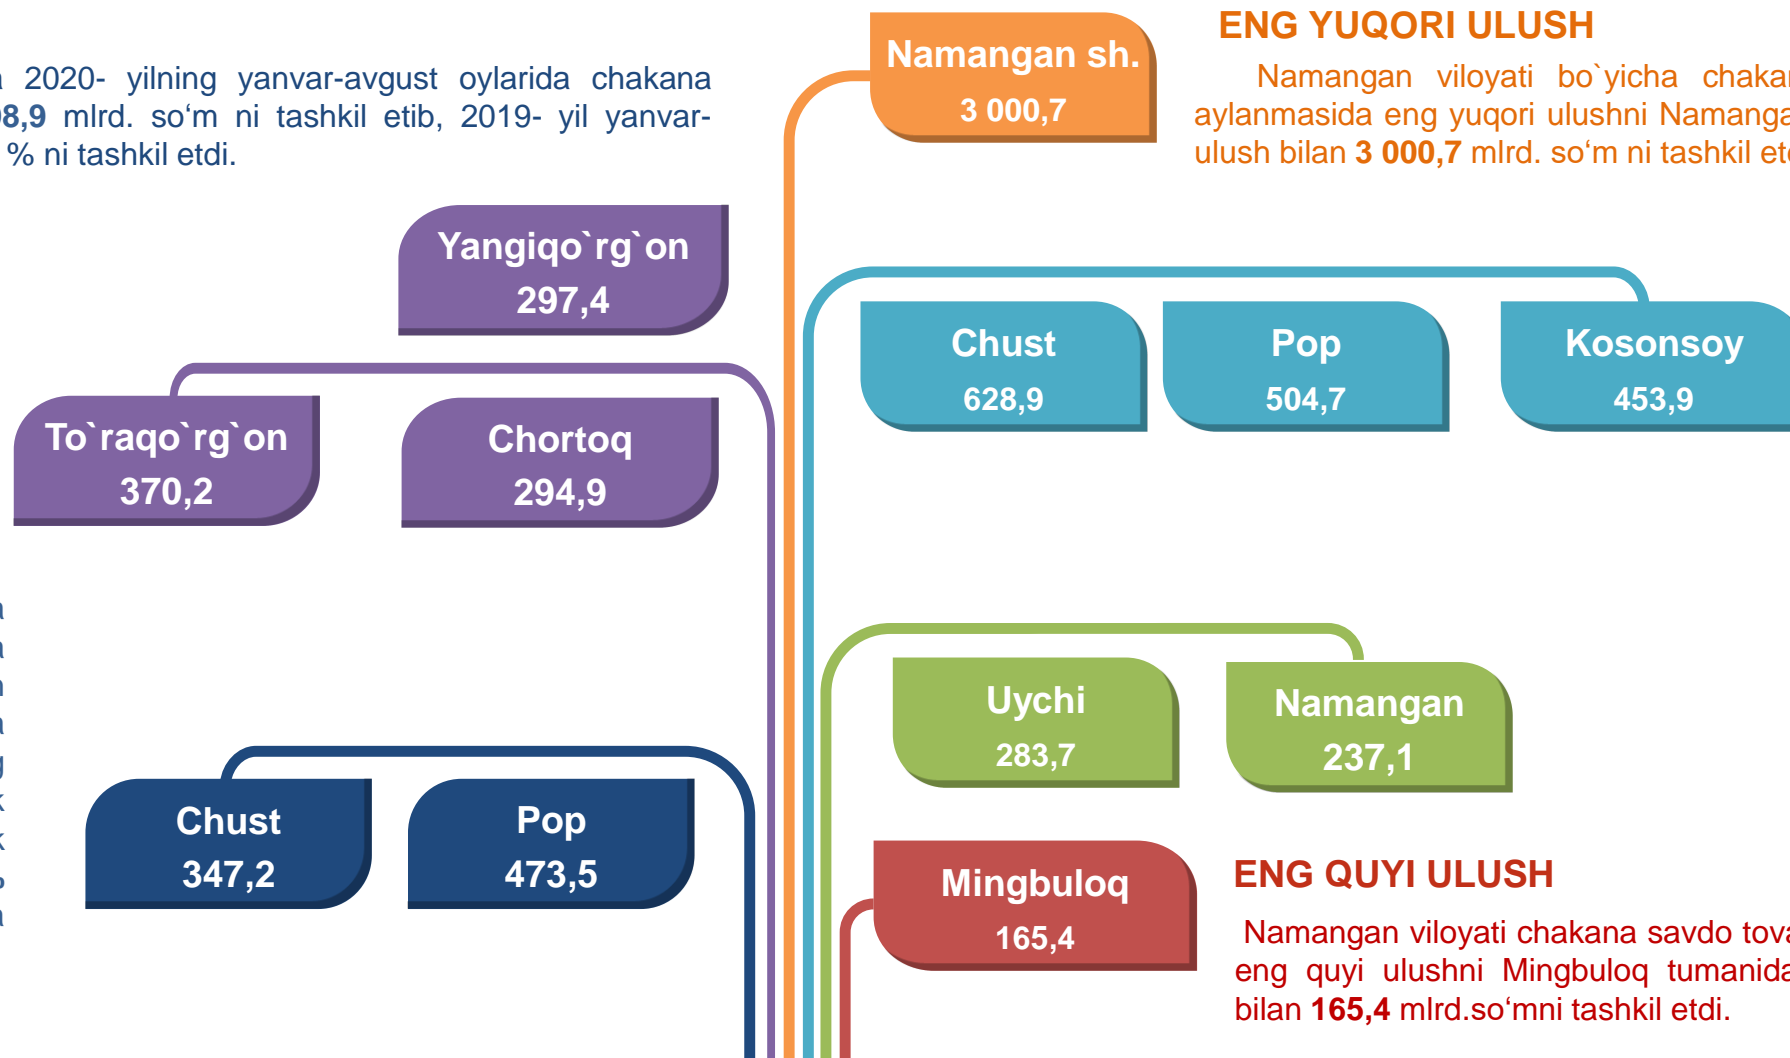 2020- yilning yanvar-avgust oylarida chakana
8,9 mlrd. so‘m ni tashkil etib, 2019- yil yanvar-
% ni tashkil etdi.
Namangan sh.
3 000,7
ENG YUQORI ULUSH
Namangan viloyati bo`yicha
aylanmasida eng yuqori ulushni
ulush bilan 3 000,7 mlrd. so‘m ni tashkil
Yangiqo`rg`on
297,4
To`raqo`rg`on
370,2
Chortoq
294,9
Chust
628,9
Pop
504,7
Kosonsoy
453,9
Uychi
283,7
Namangan
237,1
Chust
347,2
Pop
473,5
Mingbuloq
165,4
ENG QUYI ULUSH
Namangan viloyati chakana savdo
eng quyi ulushni Mingbuloq tumanida
bilan 165,4 mlrd.so‘mni tashkil etdi.